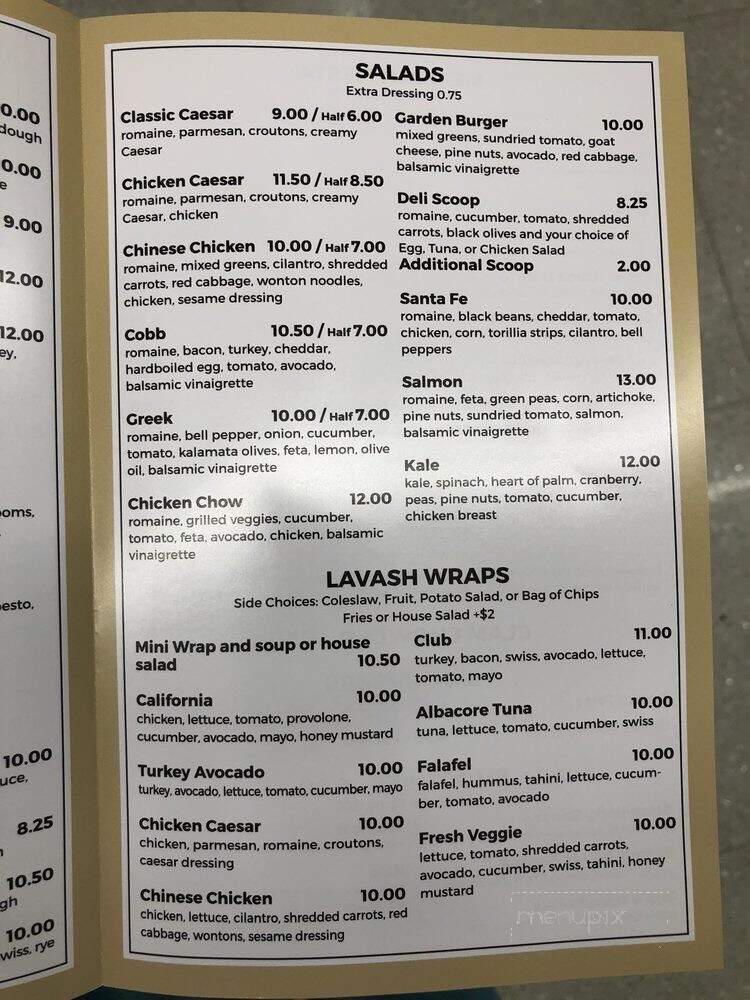 0.00
dough
0.00
e
9.00
12.00
12.00
ey,
ooms,
esto,
10.00
uce,
8.25
10.50
gh
10.00
wiss, rye
SALADS
Extra Dressing 0.75
Classic Caesar 9.00 / Half 6.00
romaine, parmesan, croutons, creamy
Caesar
Chicken Caesar 11.50 / Half 8.50
romaine, parmesan, croutons, creamy
Caesar, chicken
Chinese Chicken 10.00 / Half 7.00
romaine, mixed greens, cilantro, shredded
carrots, red cabbage, wonton noodles,
chicken, sesame dressing
Cobb 10.50 / Half 7.00
romaine, bacon, turkey, cheddar,
hardboiled egg, tomato, avocado,
balsamic vinaigrette
Greek 10.00 / Half 7.00
romaine, bell pepper, onion, cucumber,
tomato, kalamata olives, feta, lemon, olive
oil, balsamic vinaigrette
Chicken Chow 12.00
romaine, grilled veggies, cucumber,
tomato, feta, avocado, chicken, balsamic
vinaigrette
Garden Burger 10.00
mixed greens, sundried tomato, goat
cheese, pine nuts, avocado, red cabbage,
balsamic vinaigrette
Deli Scoop 8.25
romaine, cucumber, tomato, shredded
carrots, black olives and your choice of
Egg, Tuna, or Chicken Salad
Additional Scoop 2.00
Santa Fe 10.00
romaine, black beans, cheddar, tomato,
chicken, corn, torillia strips, cilantro, bell
peppers
Salmon 13.00
romaine, feta, green peas, corn, artichoke,
pine nuts, sundried tomato, salmon,
balsamic vinaigrette
Kale 12.00
kale, spinach, heart of palm, cranberry,
peas, pine nuts, tomato, cucumber,
chicken breast
LAVASH WRAPS
Side Choices: Coleslaw, Fruit, Potato Salad, or Bag of Chips
Fries or House Salad +$2
Mini Wrap and soup or house
salad 10.50
California 10.00
chicken, lettuce, tomato, provolone,
cucumber, avocado, mayo, honey mustard
Turkey Avocado 10.00
turkey, avocado, lettuce, tomato, cucumber, mayo
Chicken Caesar 10.00
chicken, parmesan, romaine, croutons,
caesar dressing
Chinese Chicken 10.00
chicken, lettuce, cilantro, shredded carrots, red
cabbage, wontons, sesame dressing
Club 11.00
turkey, bacon, swiss, avocado, lettuce,
tomato, mayo
Albacore Tuna 10.00
tuna, lettuce, tomato, cucumber, swiss
Falafel 10.00
falafel, hummus, tahini, lettuce, cucum-
ber, tomato, avocado
Fresh Veggie 10.00
lettuce, tomato, shredded carrots,
avocado, cucumber, swiss, tahini, honey
mustard
menupix